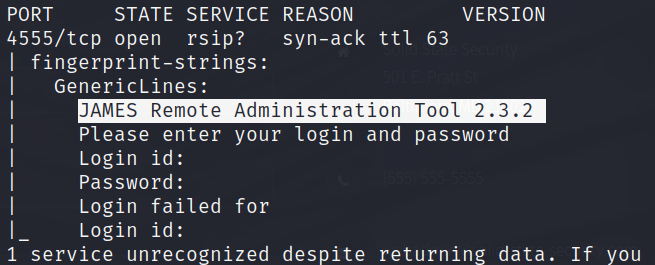 PORT STATE SERVICE REASON VERSION
4555/tcp open rsip? syn-ack ttl 63
| fingerprint-strings:
| GenericLines:
| JAMES Remote Administration Tool 2.3.2
| Please enter your login and password
| Login id:
| Password:
| Login failed for
|_ Login id:
1 service unrecognized despite returning data. If you